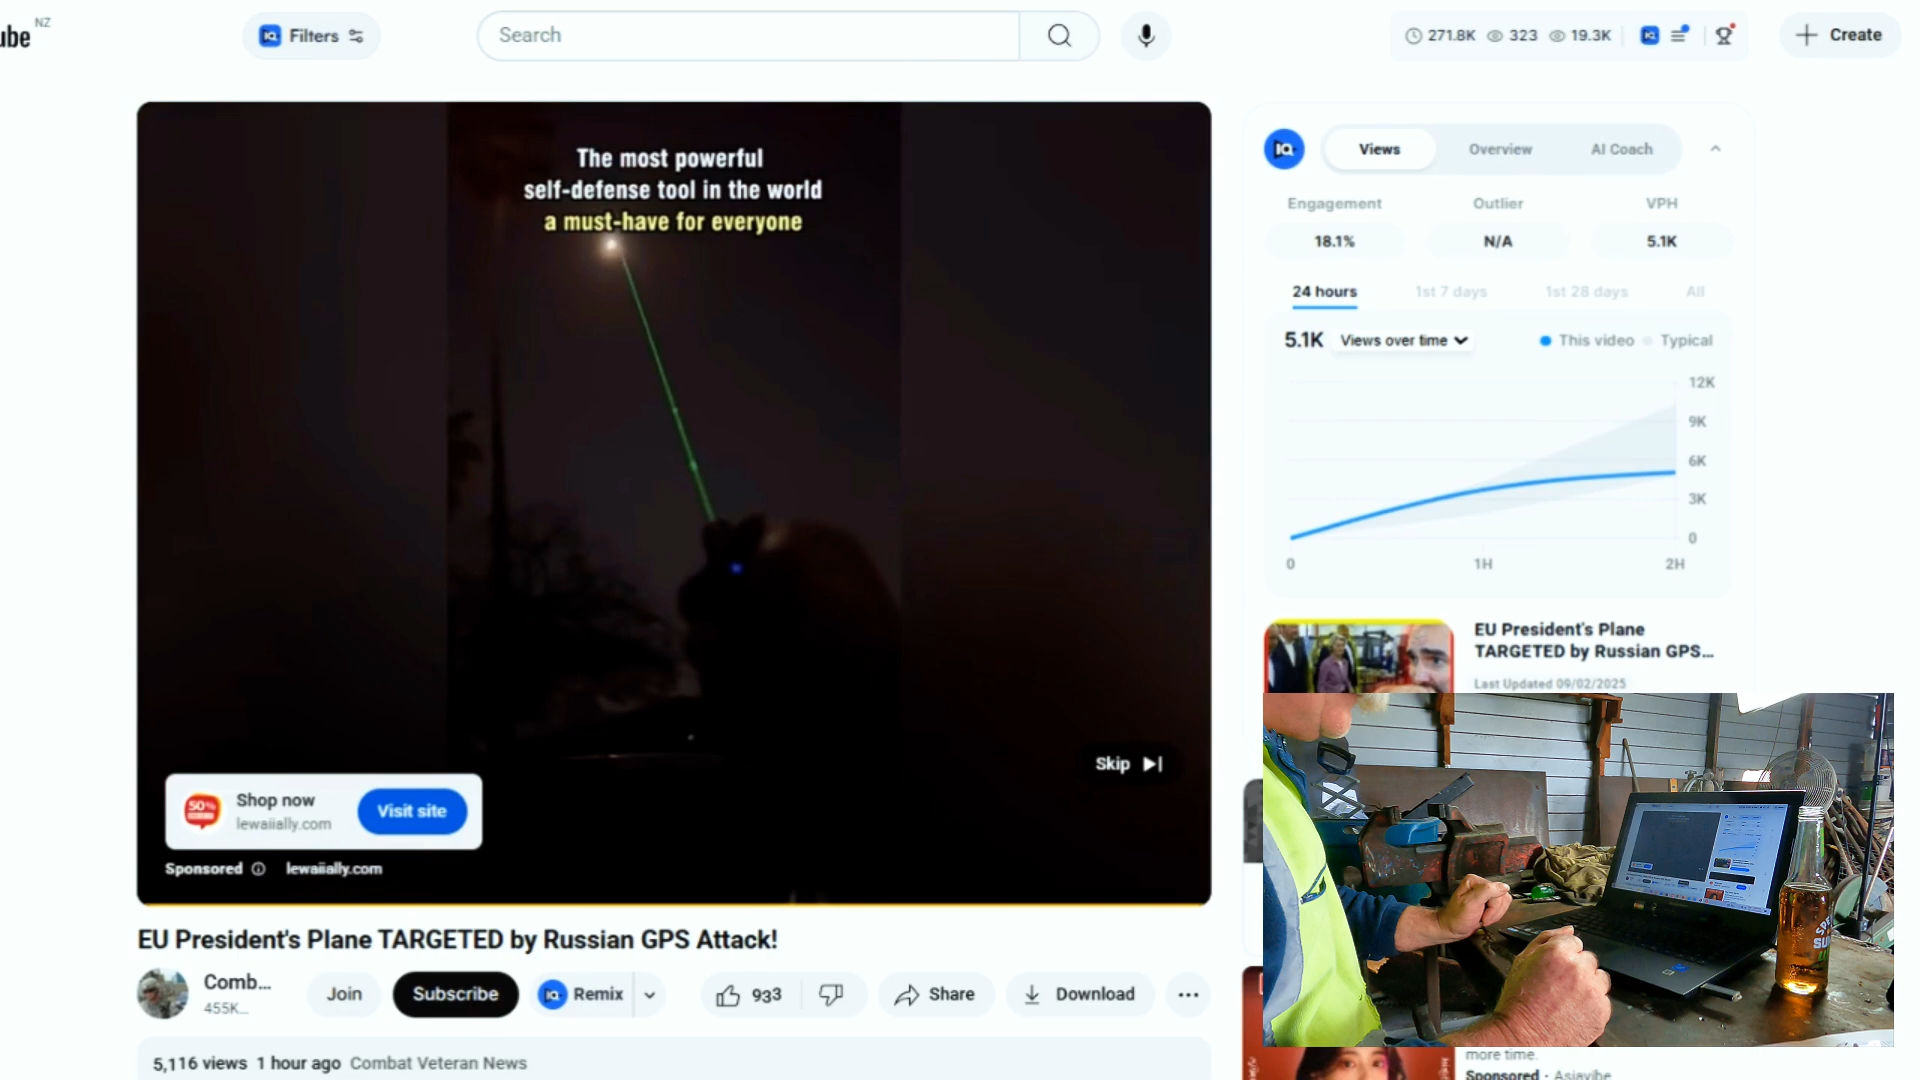 ube NZ
Filters
Search
271.8K 323 19.3K
Create
The most powerful
self-defense tool in the world
a must-have for everyone
Skip
50%
Shop now
lewaiially.com
Visit site
Sponsored lewaiially.com
EU President's Plane TARGETED by Russian GPS Attack!
Comb...
455K...
Join
Subscribe
IQ Remix
933
Share
Download
5,116 views 1 hour ago Combat Veteran News
IQ
Views Overview AI Coach
Engagement Outlier VPH
18.1% N/A 5.1K
24 hours 1st 7 days 1st 28 days All
5.1K Views over time This video Typical
12K
9K
6K
3K
0
0 1H 2H
EU President's Plane
TARGETED by Russian GPS...
Last Updated 09/02/2025
more time.
Sponsored · Asiavibe